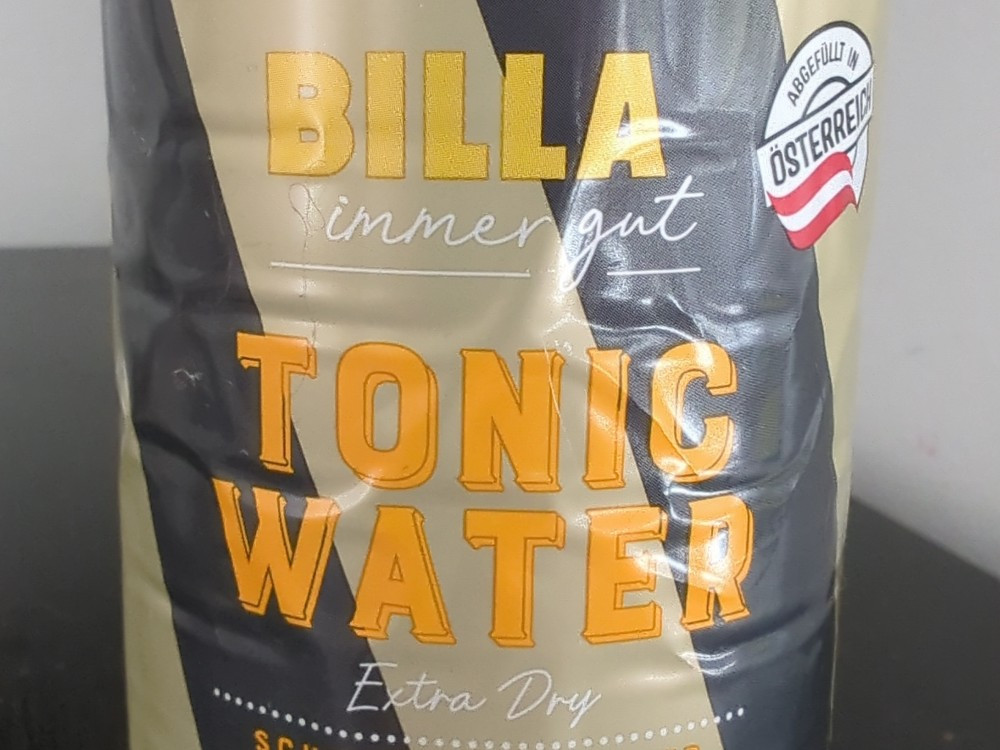 BILLA
immer gut
ABGEFÜLLT IN
ÖSTERREICH
TONIC
WATER
Extra Dry